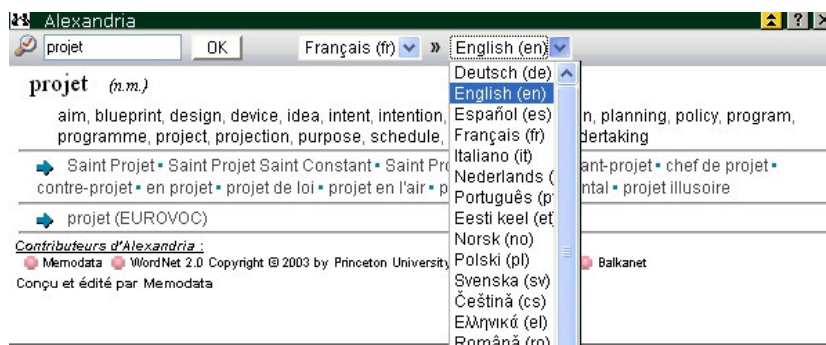 Alexandria
projet OK Français (fr) » English (en)
projet (n.m.)
aim, blueprint, design, device, idea, intent, intention, n, planning, policy, program,
programme, project, projection, purpose, schedule, dertaking
Saint Projet • Saint Projet Saint Constant • Saint Pro ant-projet • chef de projet •
contre-projet • en projet • projet de loi • projet en l'air • p ntal • projet illusoire
projet (EUROVOC)
Contributeurs d'Alexandria :
Memodata WordNet 2.0 Copyright © 2003 by Princeton University Balkanet
Conçu et édité par Memodata
Deutsch (de)
English (en)
Español (es)
Français (fr)
Italiano (it)
Nederlands (
Português (p
Eesti keel (et
Norsk (no)
Polski (pl)
Svenska (sv)
Čeština (cs)
Ελληνικά (el)
Română (ro)